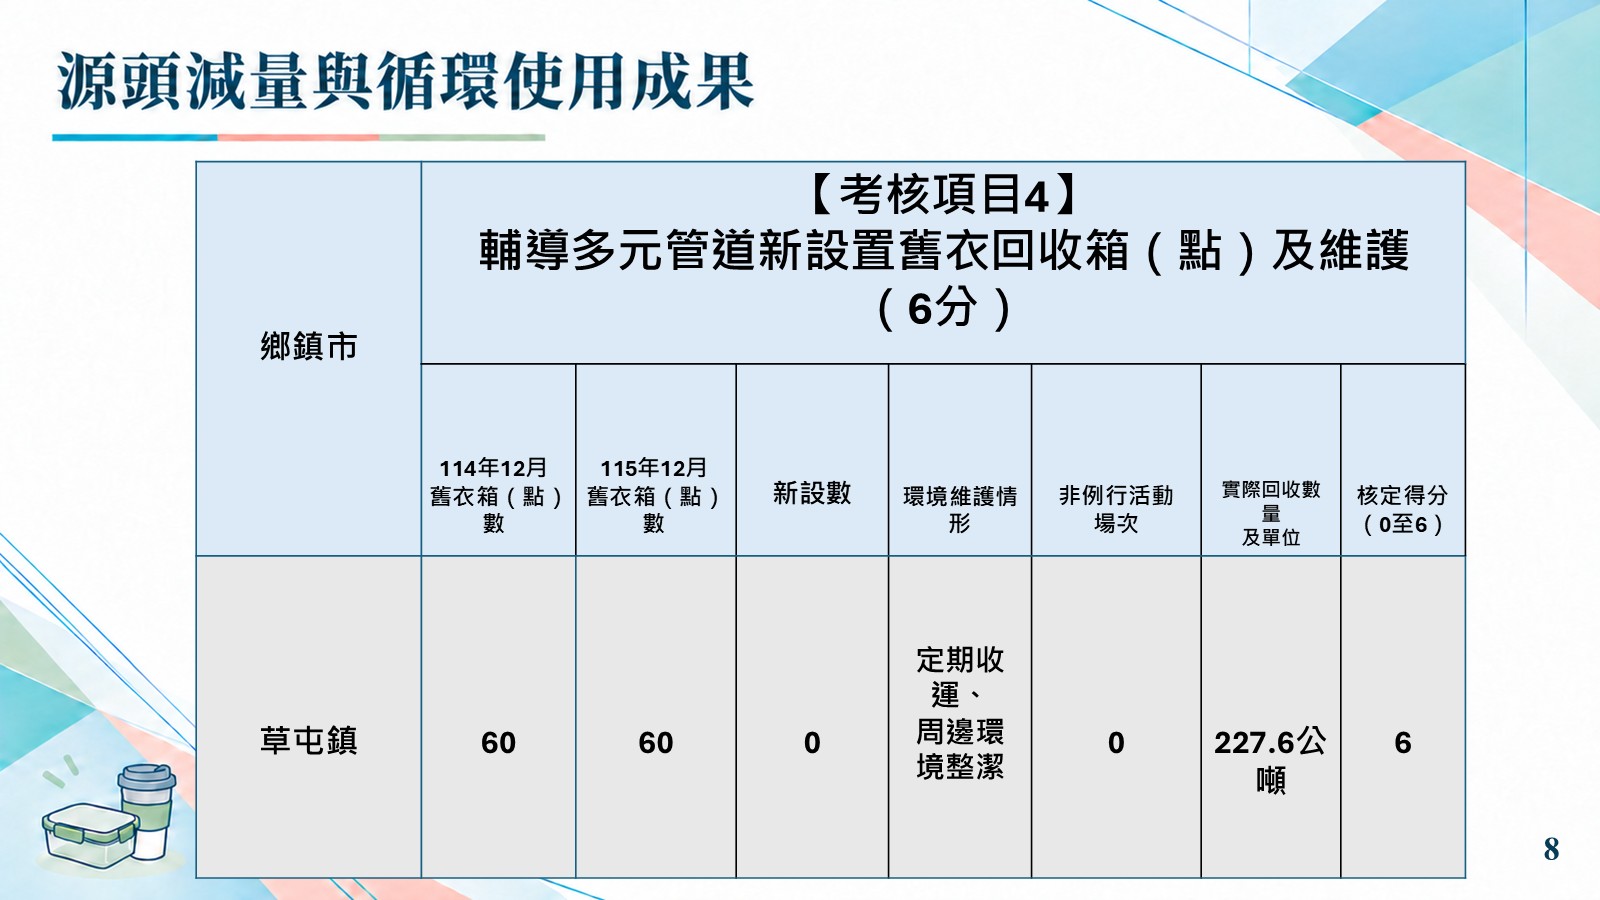 源頭減量與循環使用成果
鄉鎮市
【考核項目4】
輔導多元管道新設置舊衣回收箱（點）及維護
（6分）
114年12月
舊衣箱（點）
數
115年12月
舊衣箱（點）
數
新設數
環境維護情
形
非例行活動
場次
實際回收數
量
及單位
核定得分
（0至6）
草屯鎮
60
60
0
定期收
運、
周邊環
境整潔
0
227.6公
噸
6
8